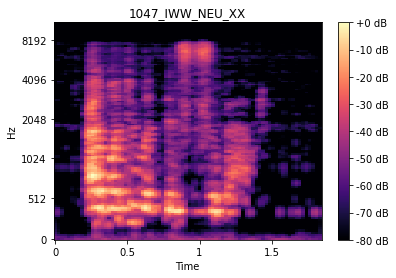 1047_IWW_NEU_XX
8192
4096
2048
1024
512
0
Hz
0
0.5
1
1.5
Time
+0 dB
-10 dB
-20 dB
-30 dB
-40 dB
-50 dB
-60 dB
-70 dB
-80 dB